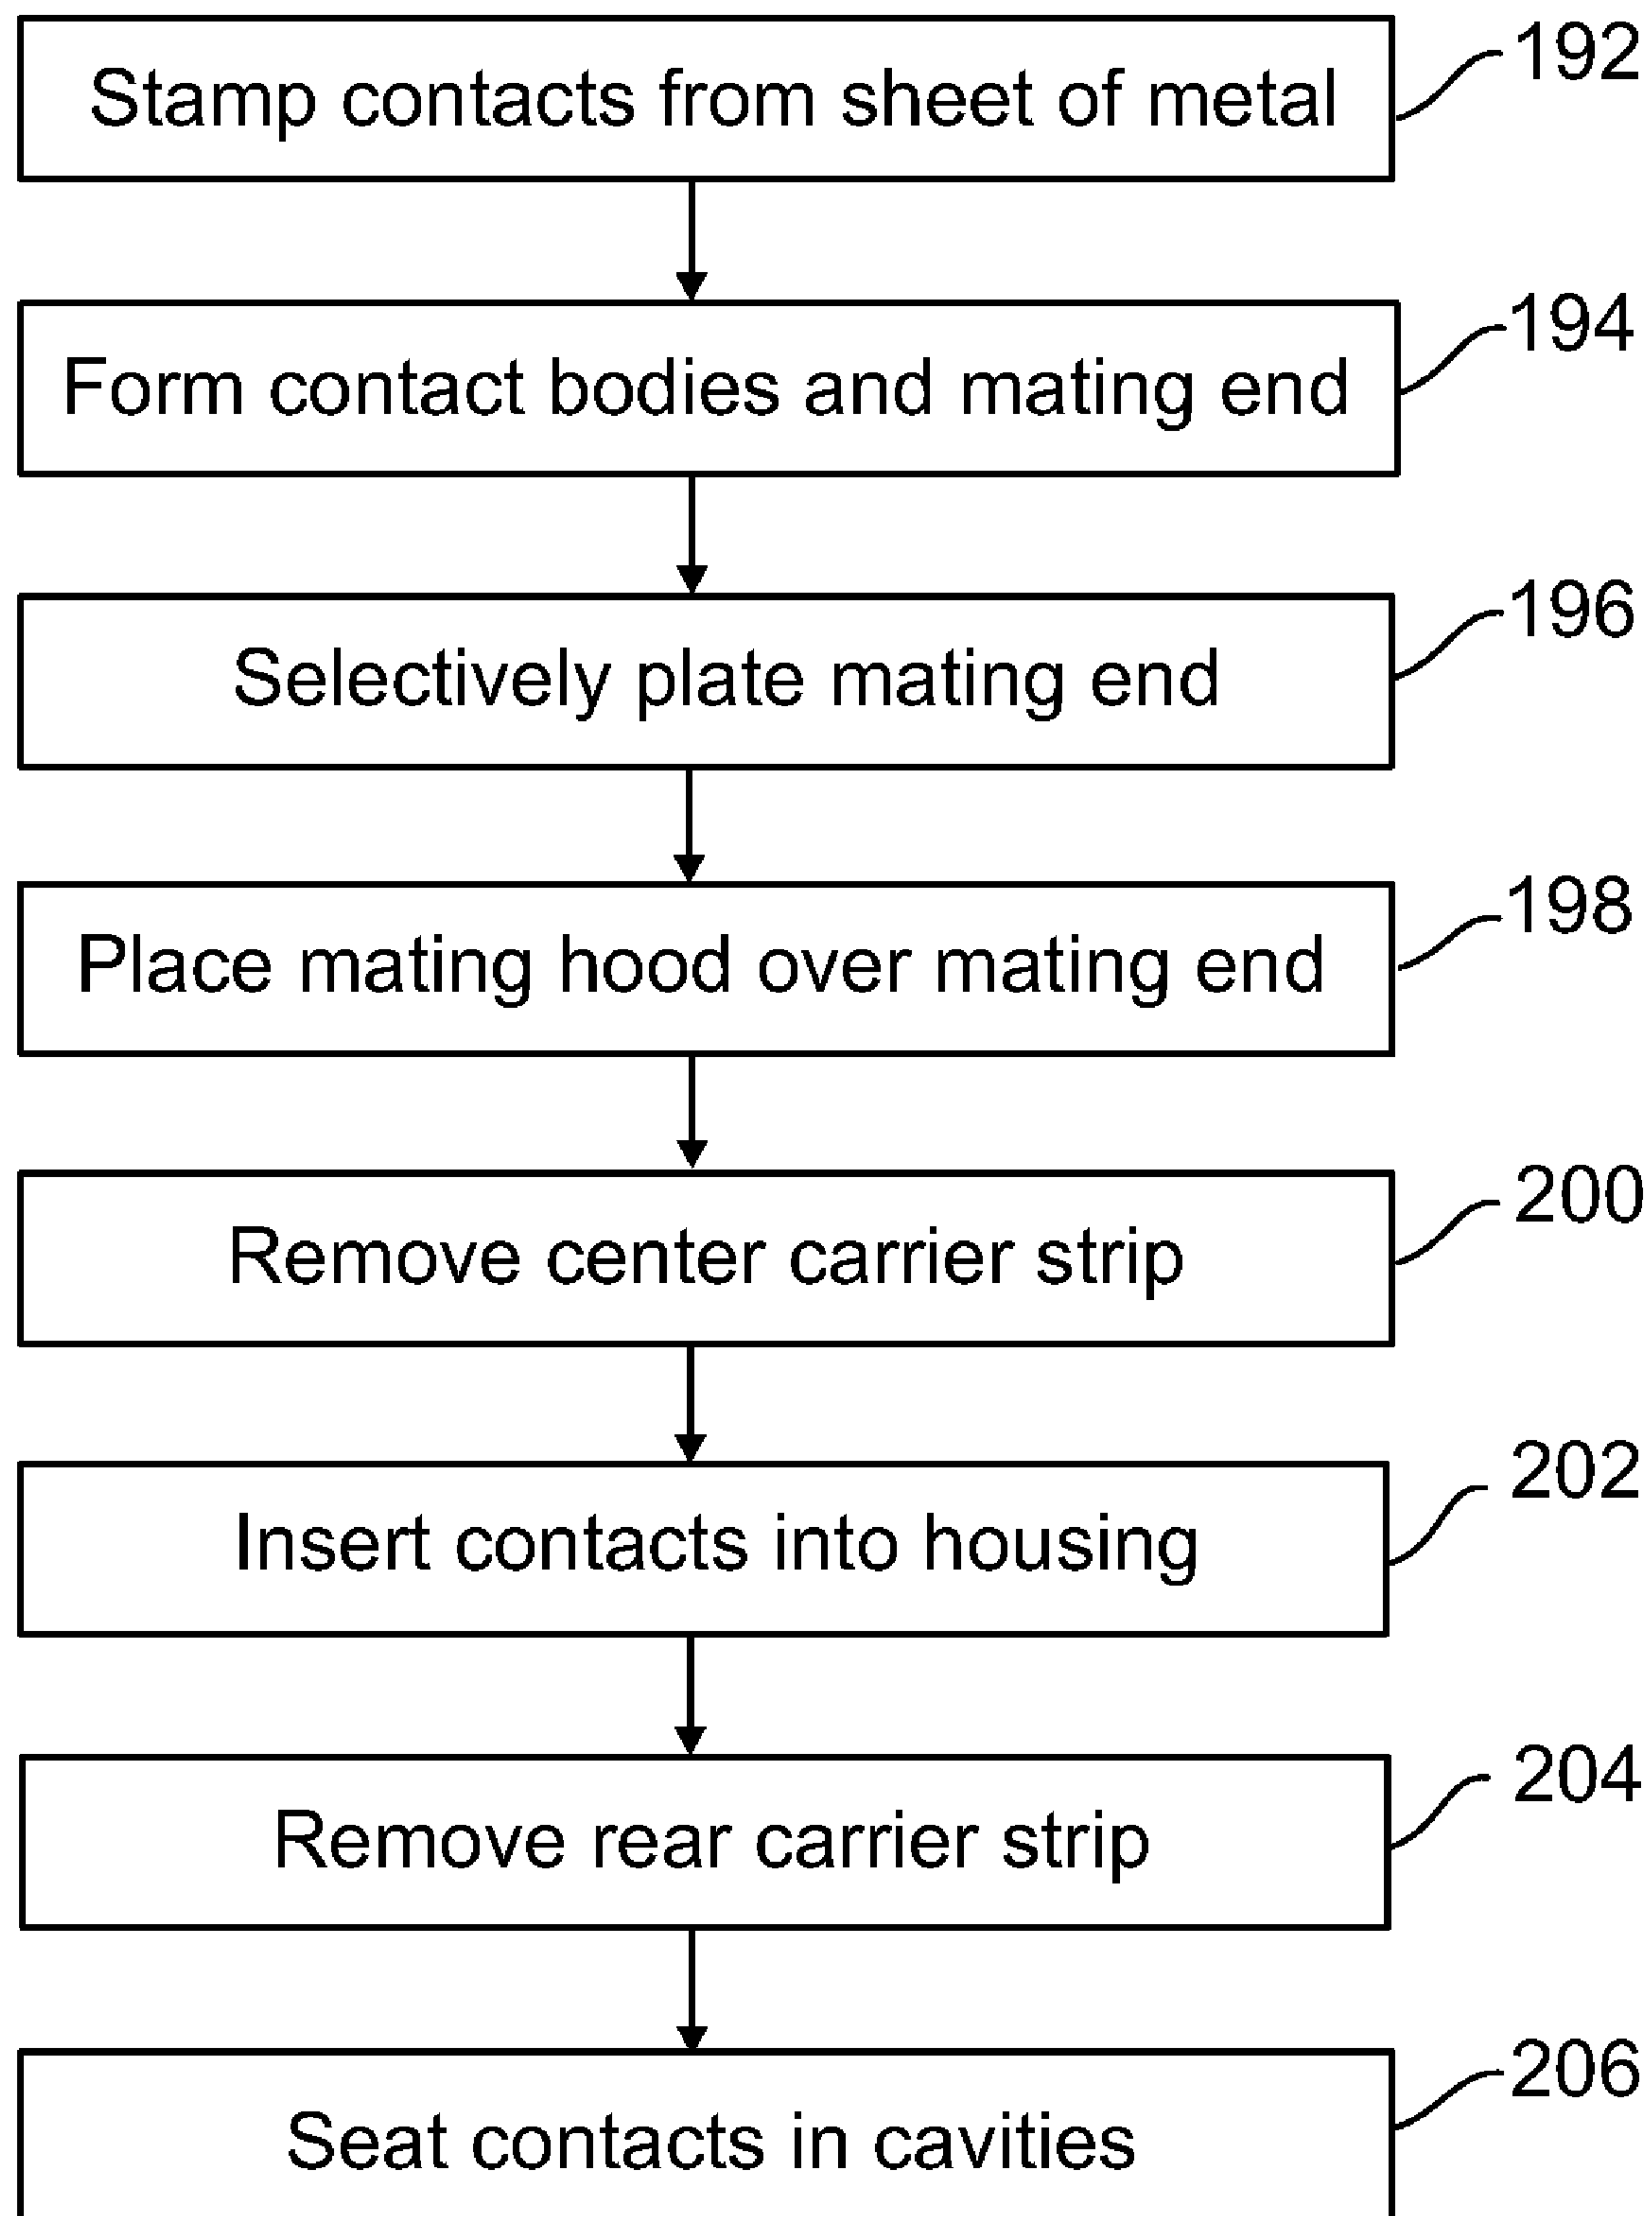 Stamp contacts from sheet of metal
192
Form contact bodies and mating end
194
Selectively plate mating end
196
Place mating hood over mating end
198
Remove center carrier strip
200
Insert contacts into housing
202
Remove rear carrier strip
204
Seat contacts in cavities
206